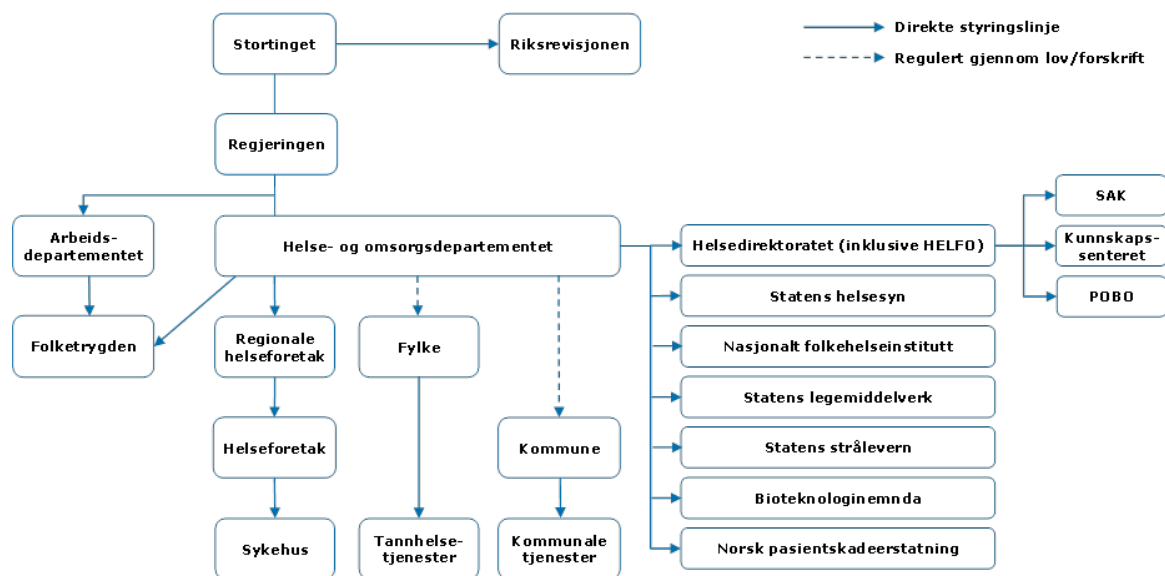 Stortinget
Riksrevisjonen
Direkte styringslinje
Regulert gjennom lov/forskrift
Regjeringen
Arbeids-
departementet
Helse- og omsorgsdepartementet
Helsedirektoratet (inklusive HELFO)
SAK
Kunnskaps-
senteret
POBO
Folketrygden
Regionale
helseforetak
Fylke
Statens helsesyn
Nasjonalt folkehelseinstitutt
Statens legemiddelverk
Helseforetak
Kommune
Statens strålevern
Bioteknologinemnda
Sykehus
Tannhelse-
tjenester
Kommunale
tjenester
Norsk pasientskadeerstatning